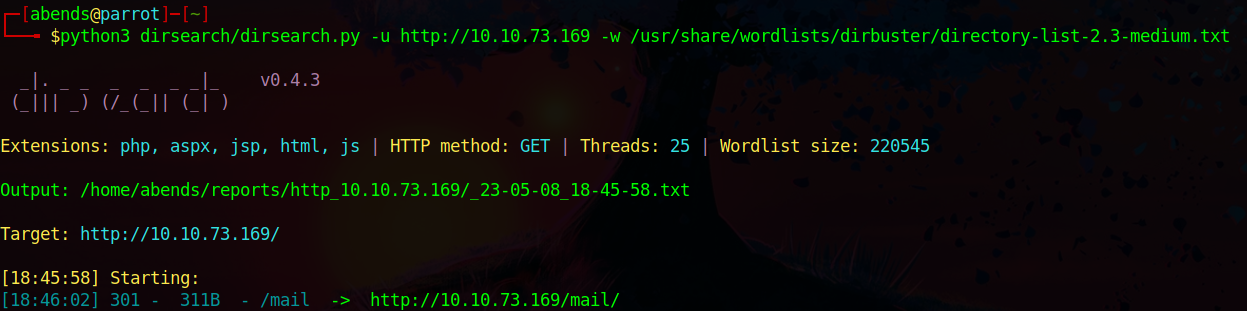 ┌─[abends@parrot]─[~]
└──╼ $python3 dirsearch/dirsearch.py -u http://10.10.73.169 -w /usr/share/wordlists/dirbuster/directory-list-2.3-medium.txt
  _|. _ _  _  _  _ _|_    v0.4.3
 (_||| _) (/_(_|| (_| )
Extensions: php, aspx, jsp, html, js | HTTP method: GET | Threads: 25 | Wordlist size: 220545
Output: /home/abends/reports/http_10.10.73.169/_23-05-08_18-45-58.txt
Target: http://10.10.73.169/
[18:45:58] Starting:
[18:46:02] 301 -  311B  - /mail  ->  http://10.10.73.169/mail/